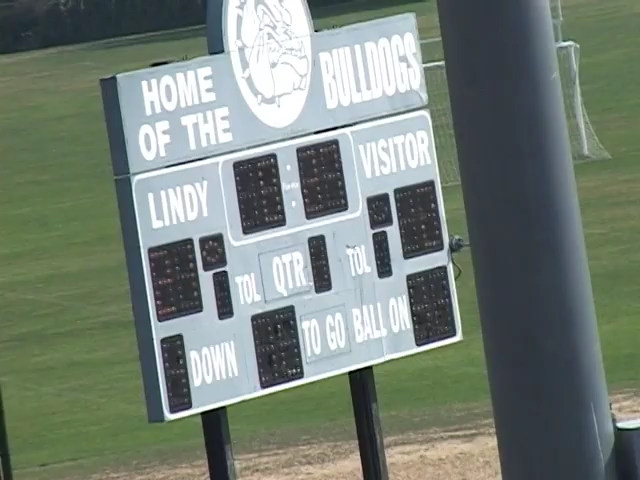 HOME OF THE
BULLDOGS
LINDY
VISITOR
TOL
QTR
TOL
DOWN
TO GO
BALL ON